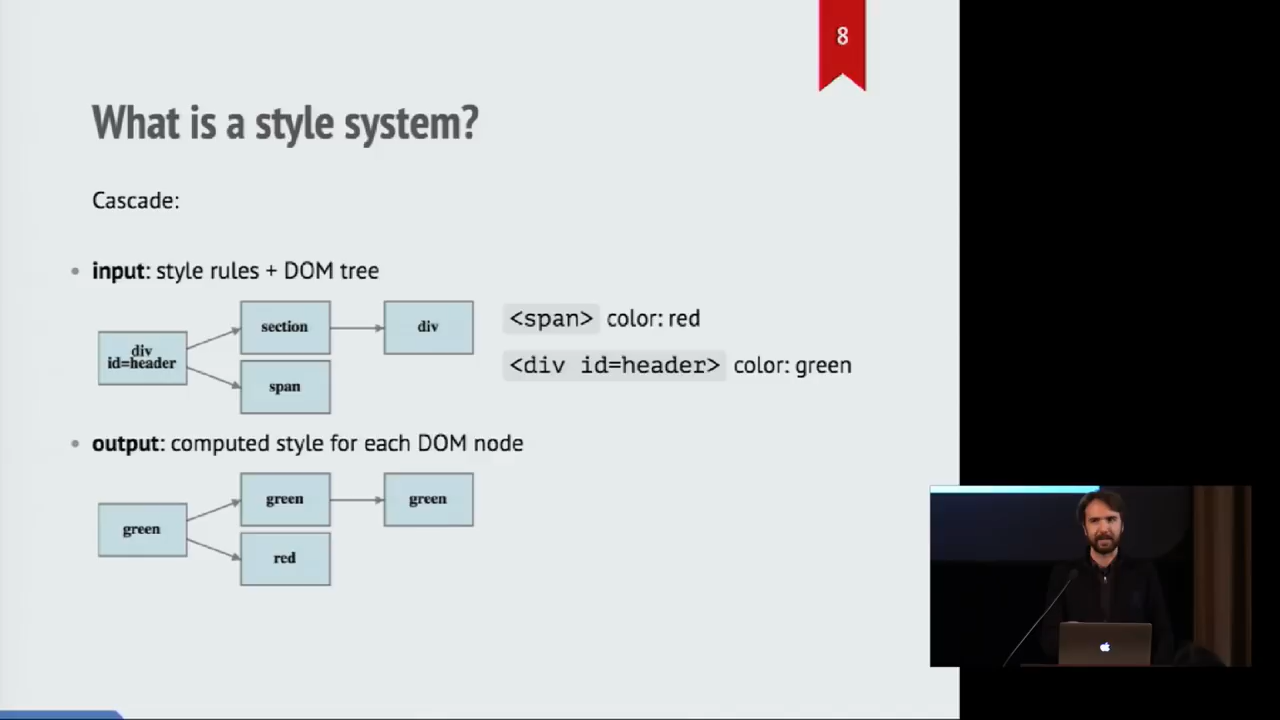 8
What is a style system?
Cascade:
• input: style rules + DOM tree
div
id=header
section
div
span
<span> color: red
<div id=header> color: green
• output: computed style for each DOM node
green
green
green
red